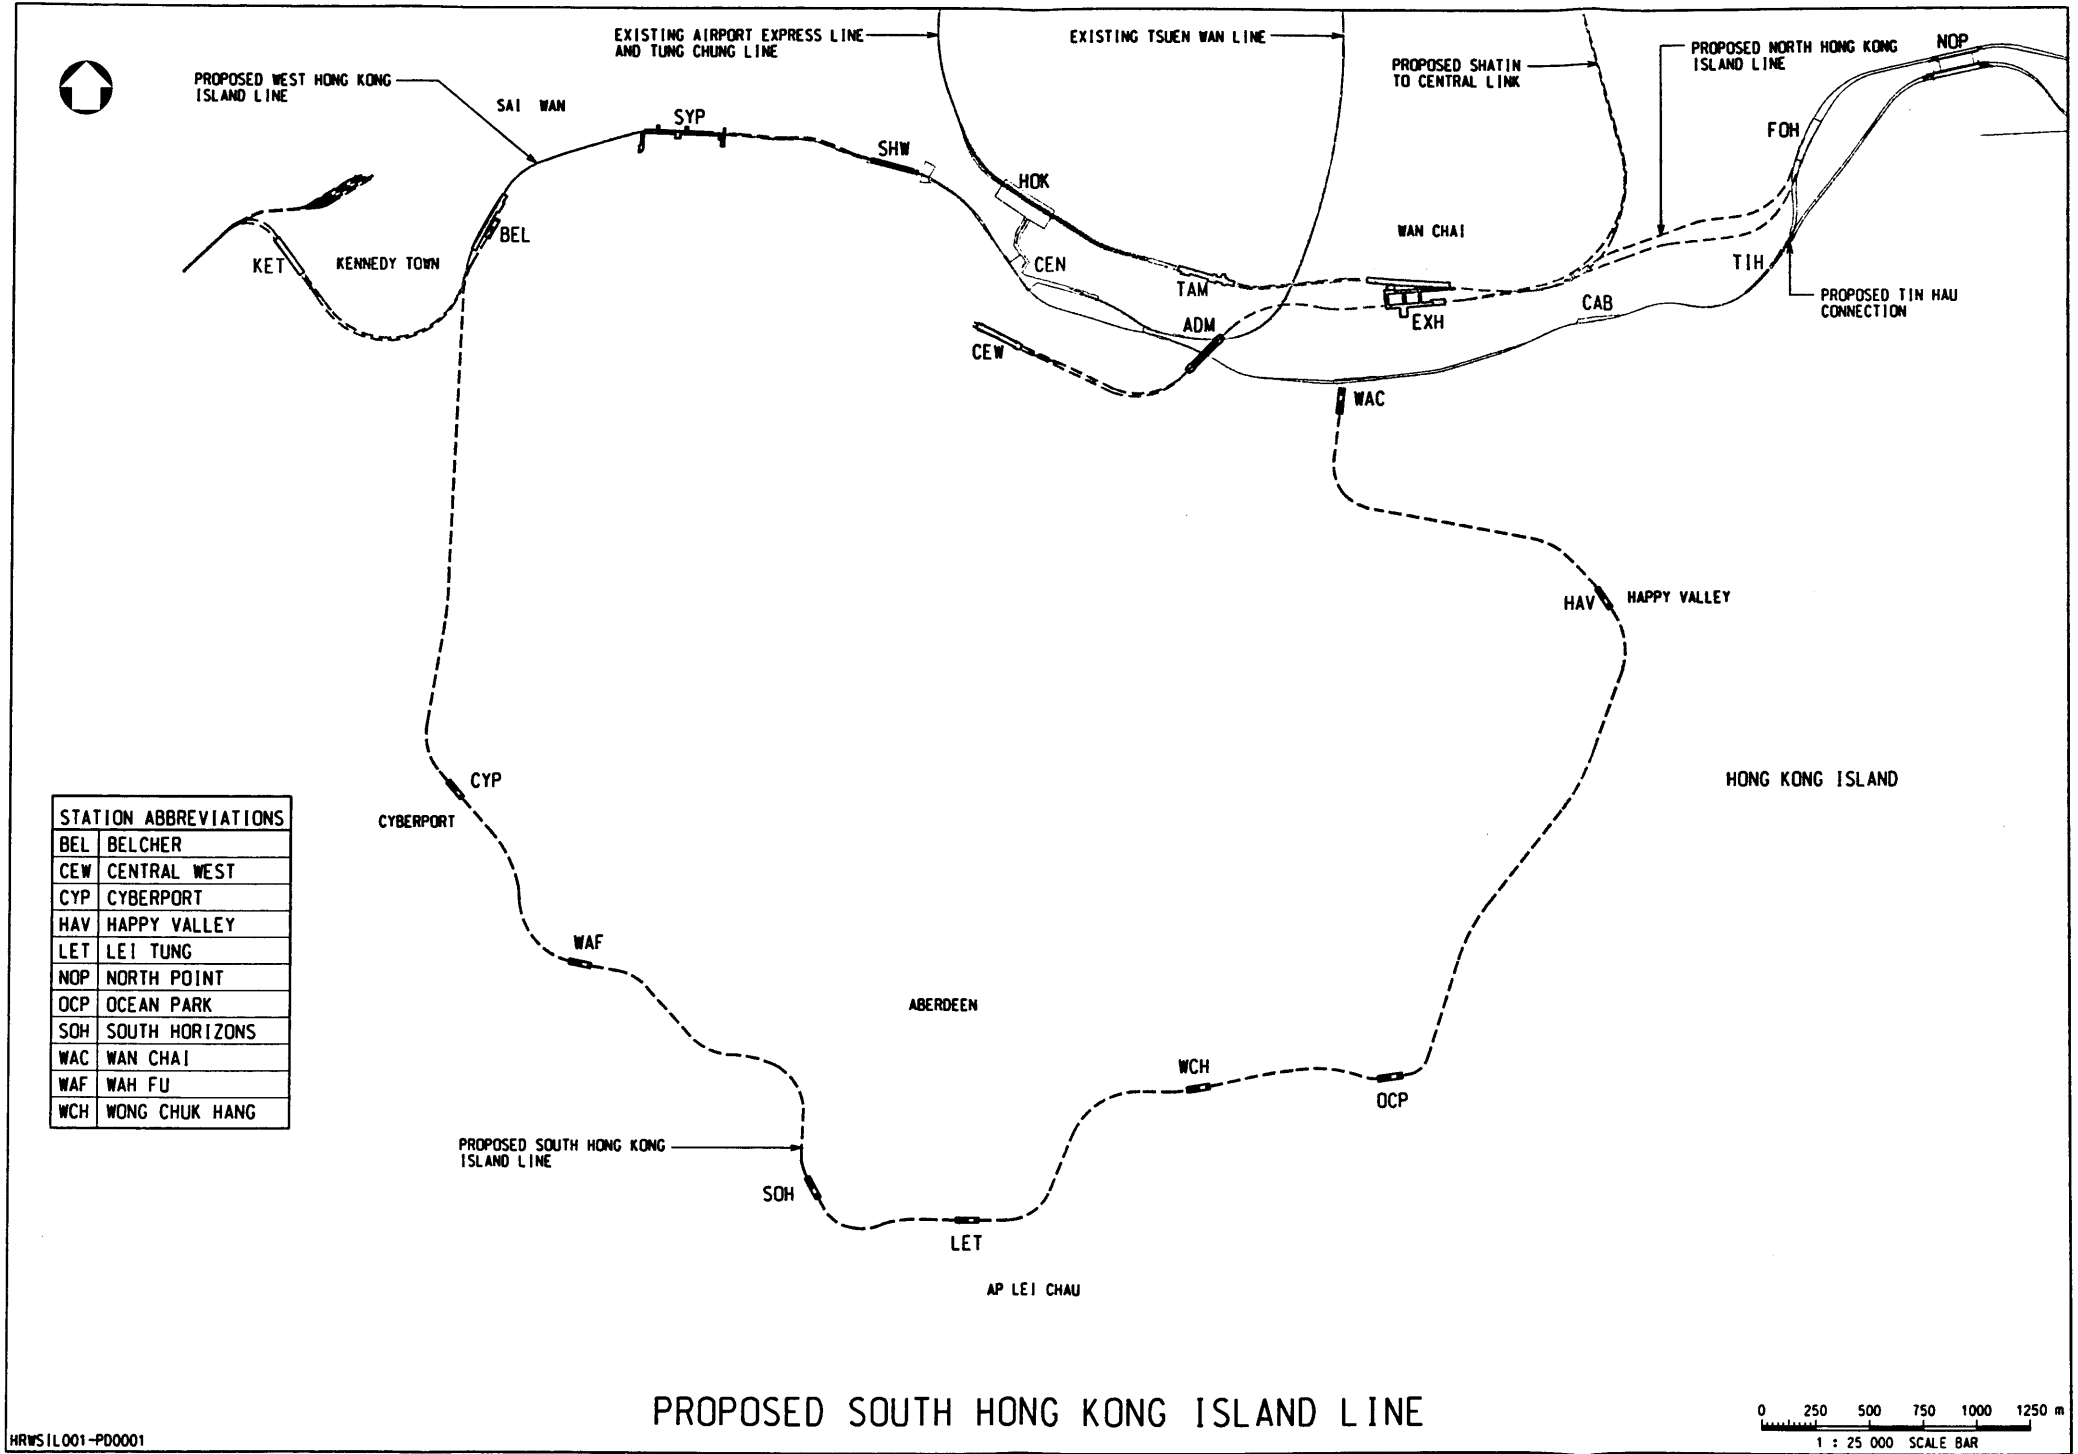 EXISTING AIRPORT EXPRESS LINE
AND TUNG CHUNG LINE
EXISTING TSUEN WAN LINE
PROPOSED SHATIN
TO CENTRAL LINK
PROPOSED NORTH HONG KONG
ISLAND LINE
NOP
PROPOSED WEST HONG KONG
ISLAND LINE
SAI WAN
SYP
SHW
FOH
HOK
BEL
KET
KENNEDY TOWN
CEN
WAN CHAI
TIH
TAM
CAB
PROPOSED TIN HAU
CONNECTION
ADM
EXH
CEW
WAC
HAV
HAPPY VALLEY
HONG KONG ISLAND
CYP
CYBERPORT
STATION ABBREVIATIONS
BEL BELCHER
CEW CENTRAL WEST
CYP CYBERPORT
HAV HAPPY VALLEY
LET LEI TUNG
NOP NORTH POINT
OCP OCEAN PARK
SOH SOUTH HORIZONS
WAC WAN CHAI
WAF WAH FU
WCH WONG CHUK HANG
WAF
ABERDEEN
WCH
OCP
PROPOSED SOUTH HONG KONG
ISLAND LINE
SOH
LET
AP LEI CHAU
PROPOSED SOUTH HONG KONG ISLAND LINE
0 250 500 750 1000 1250 m
1 : 25 000 SCALE BAR
HRWSIL001-PD0001